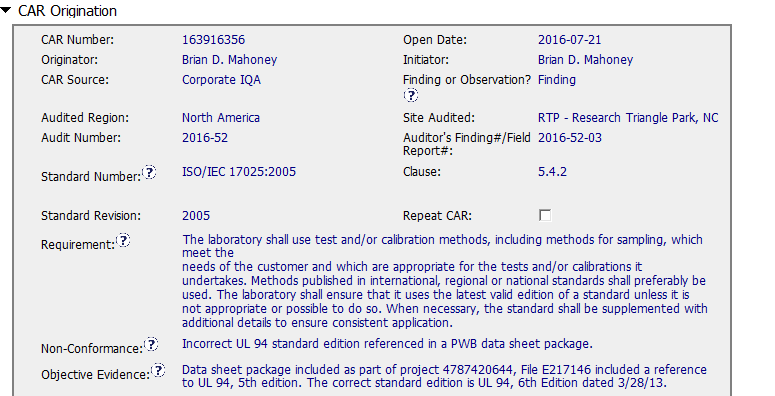 CAR Origination
CAR Number: 163916356 Open Date: 2016-07-21
Originator: Brian D. Mahoney Initiator: Brian D. Mahoney
CAR Source: Corporate IQA Finding or Observation? Finding
?
Audited Region: North America Site Audited: RTP - Research Triangle Park, NC
Audit Number: 2016-52 Auditor's Finding#/Field 2016-52-03
Report#:
Standard Number: ? ISO/IEC 17025:2005 Clause: 5.4.2
Standard Revision: 2005 Repeat CAR:
Requirement: ? The laboratory shall use test and/or calibration methods, including methods for sampling, which
meet the
needs of the customer and which are appropriate for the tests and/or calibrations it
undertakes. Methods published in international, regional or national standards shall preferably be
used. The laboratory shall ensure that it uses the latest valid edition of a standard unless it is
not appropriate or possible to do so. When necessary, the standard shall be supplemented with
additional details to ensure consistent application.
Non-Conformance: ? Incorrect UL 94 standard edition referenced in a PWB data sheet package.
Objective Evidence: ? Data sheet package included as part of project 4787420644, File E217146 included a reference
to UL 94, 5th edition. The correct standard edition is UL 94, 6th Edition dated 3/28/13.